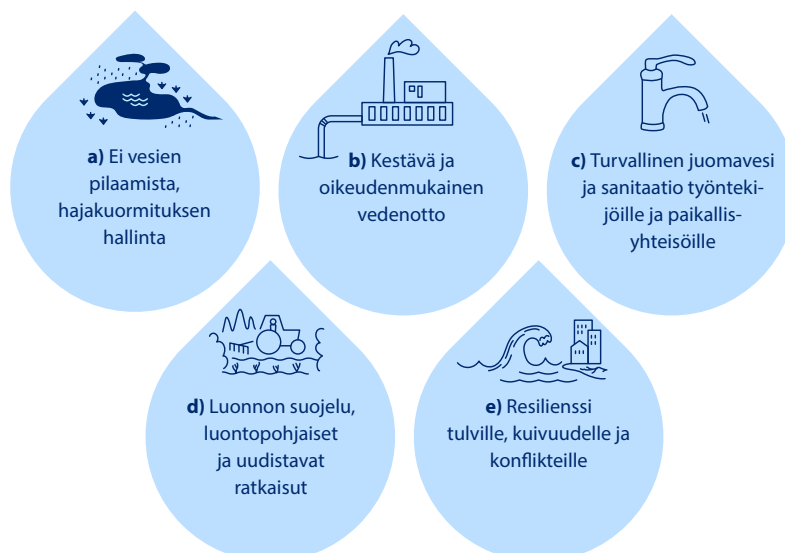 a) Ei vesien
pilaamista,
hajakuormituksen
hallinta
b) Kestävä ja
oikeudenmukainen
vedenotto
c) Turvallinen juomavesi
ja sanitaatio työnteki-
jöille ja paikallis-
yhteisöille
d) Luonnon suojelu,
luontopohjaiset
ja uudistavat
ratkaisut
e) Resilienssi
tulville, kuivuudelle ja
konflikteille